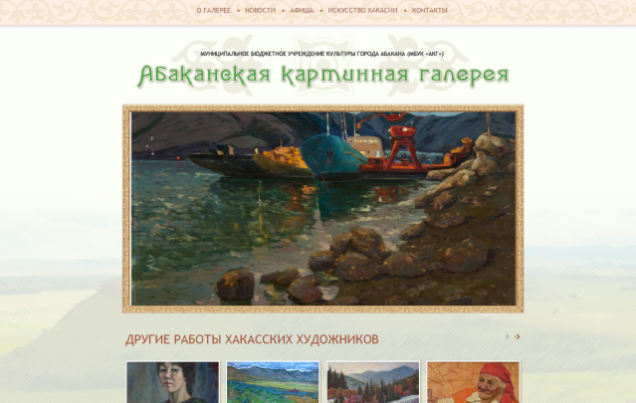 О ГАЛЕРЕЕ • НОВОСТИ • АФИША • ИСКУССТВО ХАКАСИИ • КОНТАКТЫ
МУНИЦИПАЛЬНОЕ БЮДЖЕТНОЕ УЧРЕЖДЕНИЕ КУЛЬТУРЫ ГОРОДА АБАКАНА (МБУК «АКГ»)
Абаканская картинная галерея
ДРУГИЕ РАБОТЫ ХАКАССКИХ ХУДОЖНИКОВ